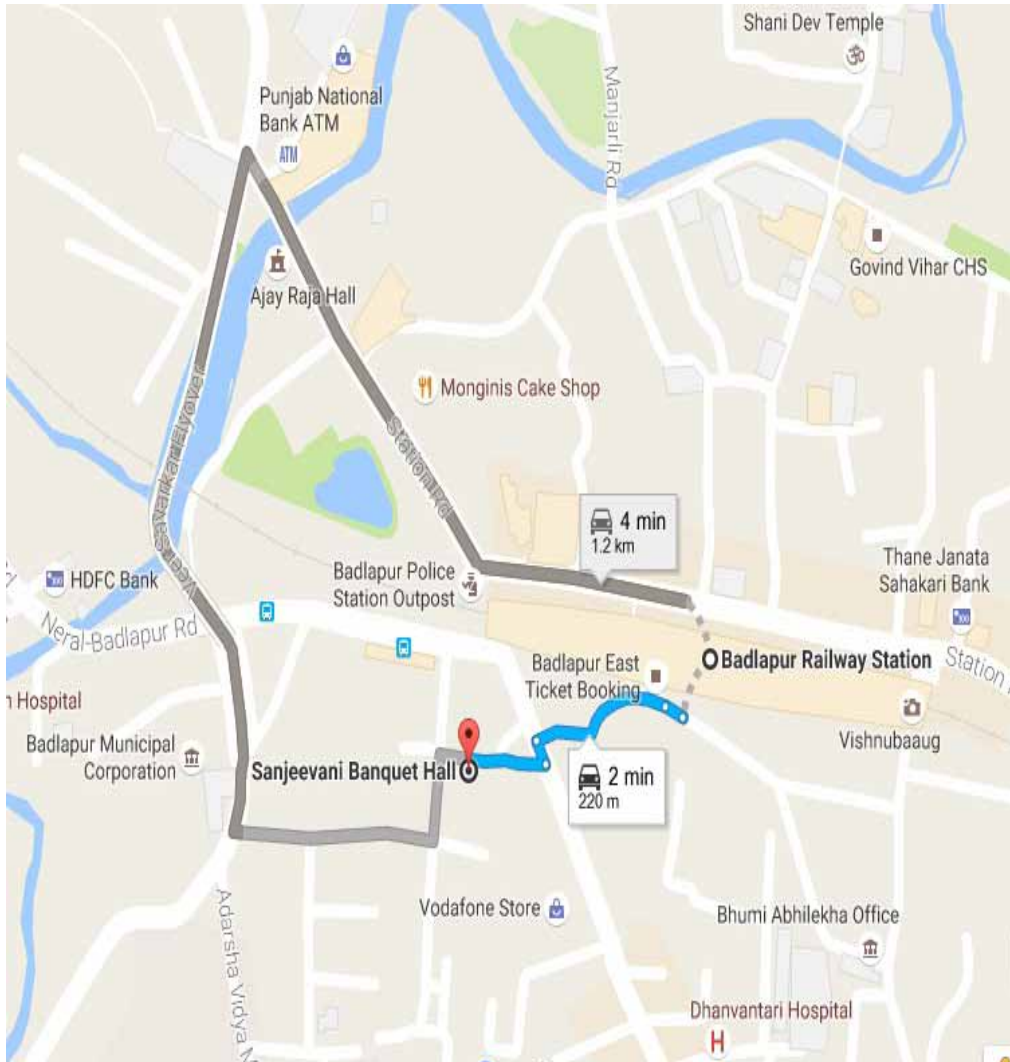 Shani Dev Temple
Punjab National
Bank ATM
ATM
Manjarli Rd
Govind Vihar CHS
Ajay Raja Hall
Monginis Cake Shop
Veer Savarkar Flyover
Station Rd
4 min
1.2 km
Thane Janata
Sahakari Bank
HDFC Bank
Badlapur Police
Station Outpost
Neral-Badlapur Rd
Badlapur East
Ticket Booking
Badlapur Railway Station
Station
n Hospital
Badlapur Municipal
Corporation
Vishnubaaug
Sanjeevani Banquet Hall
2 min
220 m
Vodafone Store
Bhumi Abhilekha Office
Adarsha Vidya M
Dhanvantari Hospital
H